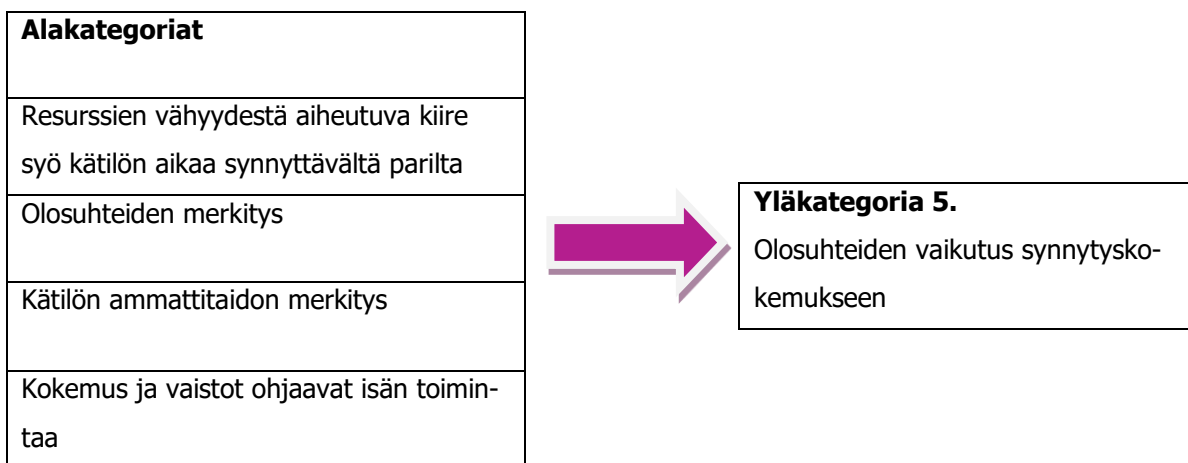 Alakategoriat
Resurssien vähyydestä aiheutuva kiire
syö kätilön aikaa synnyttävältä parilta
Olosuhteiden merkitys
Kätilön ammattitaidon merkitys
Kokemus ja vaistot ohjaavat isän toimin-
taa
Yläkategoria 5.
Olosuhteiden vaikutus synnytysko-
kemukseen